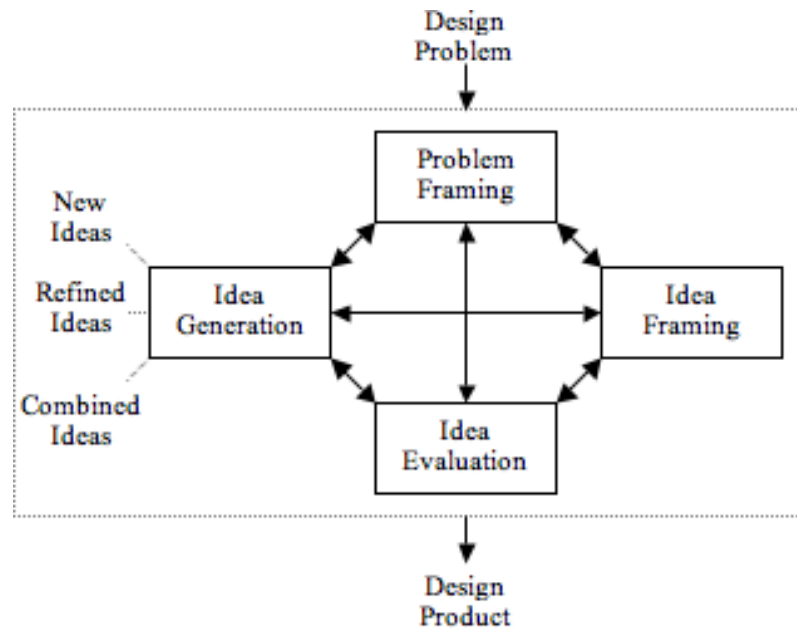 Design
Problem
Problem
Framing
New
Ideas
Refined
Ideas
Combined
Ideas
Idea
Generation
Idea
Framing
Idea
Evaluation
Design
Product